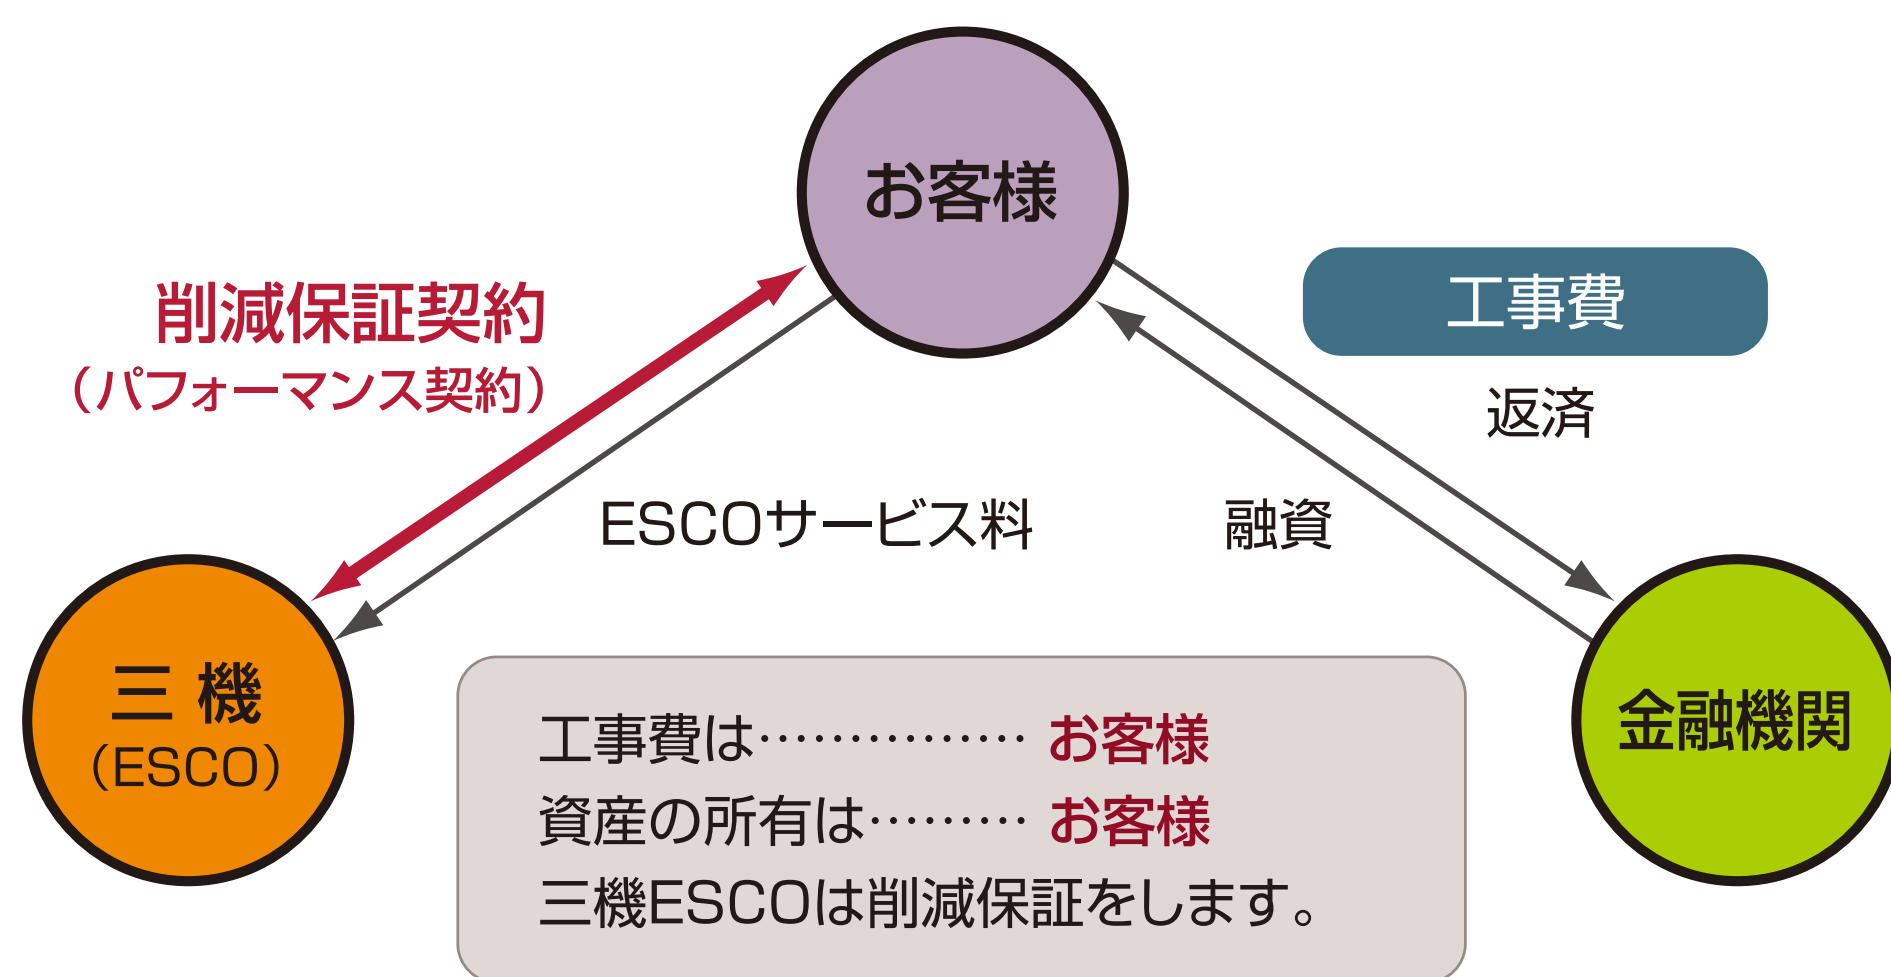 お客様
工事費
削減保証契約
（パフォーマンス契約）
返済
ESCOサービス料
融資
三 機
（ESCO）
金融機関
工事費は…………… お客様
資産の所有は……… お客様
三機ESCOは削減保証をします。